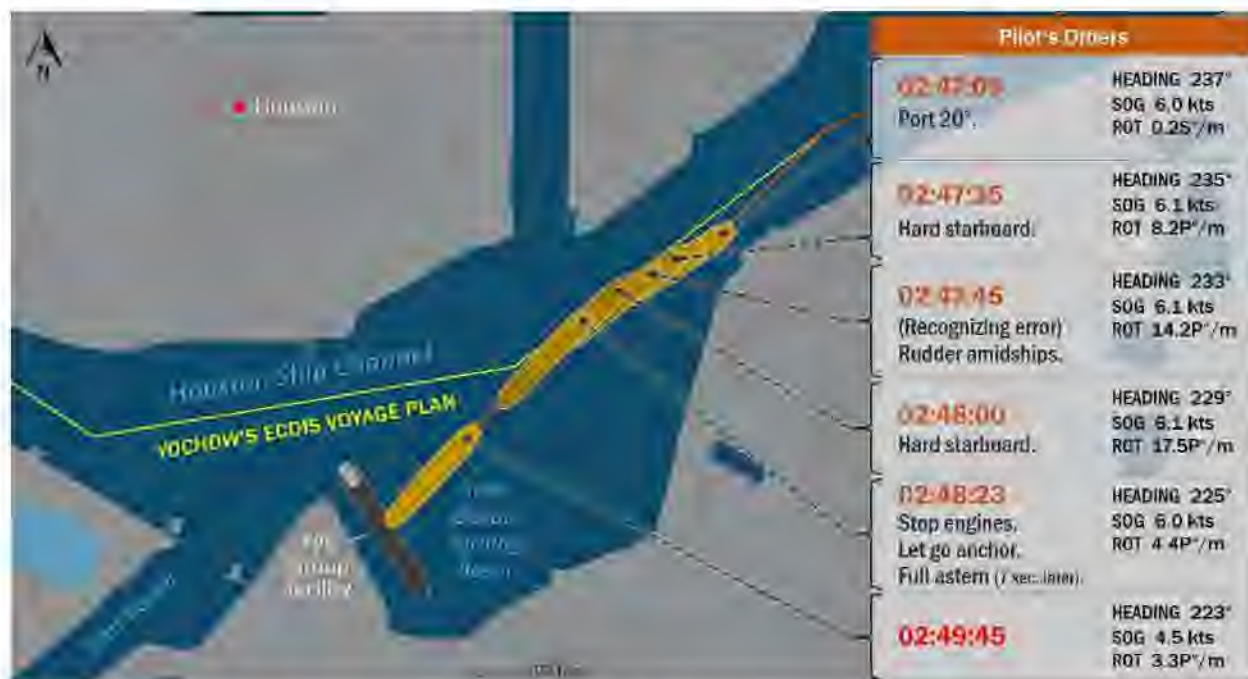 N
Houston
Houston Ship Channel
YOCHOW'S ECDIS VOYAGE PLAN
Pilot's Orders
Port 20°.
HEADING 237°
SOG 6.0 kts
ROT 0.2S°/m
02:47:35
Hard starboard.
HEADING 235°
SOG 6.1 kts
ROT 8.2P°/m
02:47:45
(Recognizing error)
Rudder amidships.
HEADING 233°
SOG 6.1 kts
ROT 14.2P°/m
02:48:00
Hard starboard.
HEADING 229°
SOG 6.1 kts
ROT 17.5P°/m
02:48:23
Stop engines.
Let go anchor.
Full astern (7 sec. later).
HEADING 225°
SOG 6.0 kts
ROT 4.4P°/m
02:49:45
HEADING 223°
SOG 4.5 kts
ROT 3.3P°/m